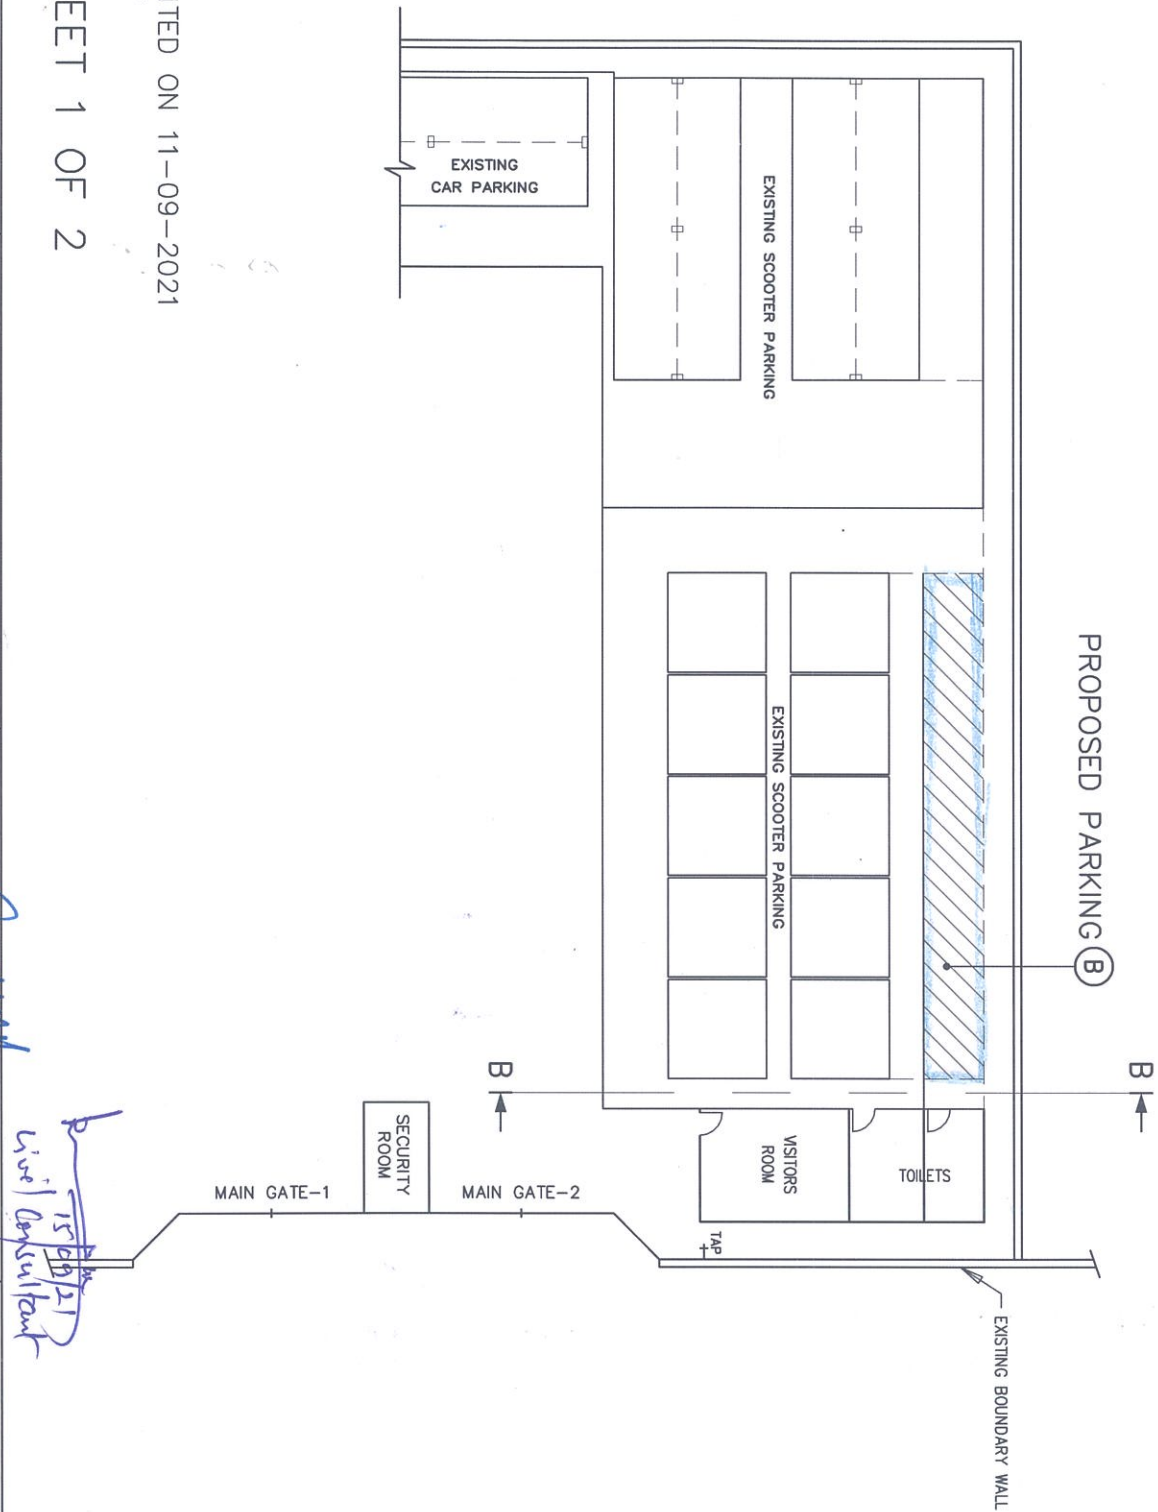 PROPOSED PARKING
B
B
B
EXISTING SCOOTER PARKING
EXISTING
CAR PARKING
EXISTING SCOOTER PARKING
VISITORS
ROOM
TOILETS
TAP
SECURITY
ROOM
MAIN GATE-1
MAIN GATE-2
EXISTING BOUNDARY WALL
TED ON 11-09-2021
EET 1 OF 2
15/09/21
Civil Consultant